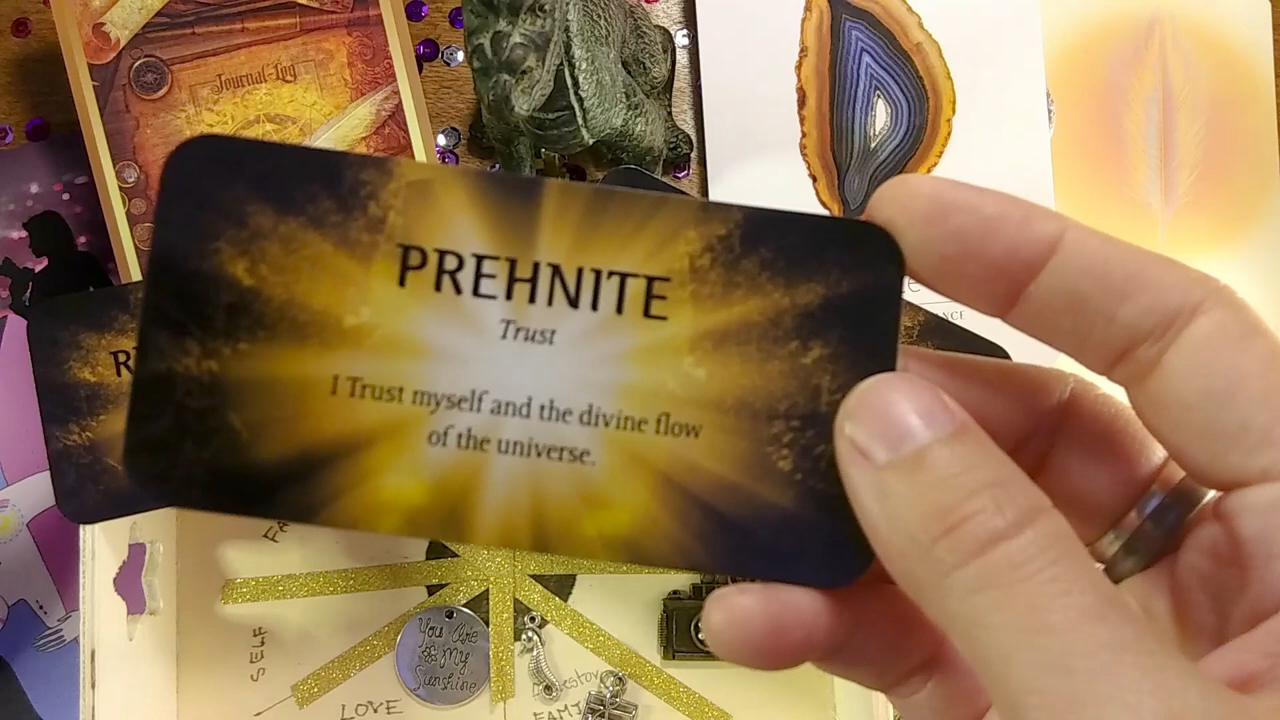 Journal-Log
PREHNITE
Trust
I Trust myself and the divine flow
of the universe.
SELF
You Are
My
Sunshine
LOVE